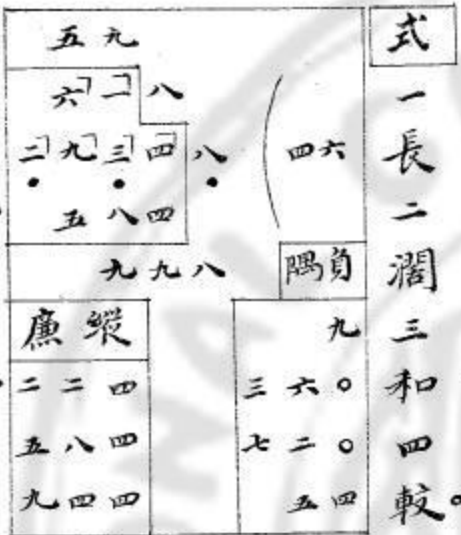 式
一長二濶三和四較。
五九
六二八
二九三四八
五八四
九九八
四六
負隅
九
三六〇
七二〇
五四
縱廉
二二四
五八四
九四四